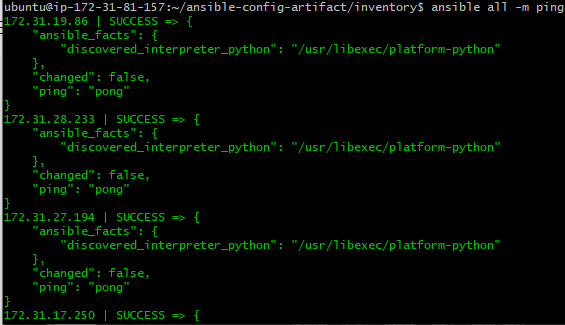 ubuntu@ip-172-31-81-157:~/ansible-config-artifact/inventory$ ansible all -m ping
172.31.19.86 | SUCCESS => {
    "ansible_facts": {
        "discovered_interpreter_python": "/usr/libexec/platform-python"
    },
    "changed": false,
    "ping": "pong"
}
172.31.28.233 | SUCCESS => {
    "ansible_facts": {
        "discovered_interpreter_python": "/usr/libexec/platform-python"
    },
    "changed": false,
    "ping": "pong"
}
172.31.27.194 | SUCCESS => {
    "ansible_facts": {
        "discovered_interpreter_python": "/usr/libexec/platform-python"
    },
    "changed": false,
    "ping": "pong"
}
172.31.17.250 | SUCCESS => {